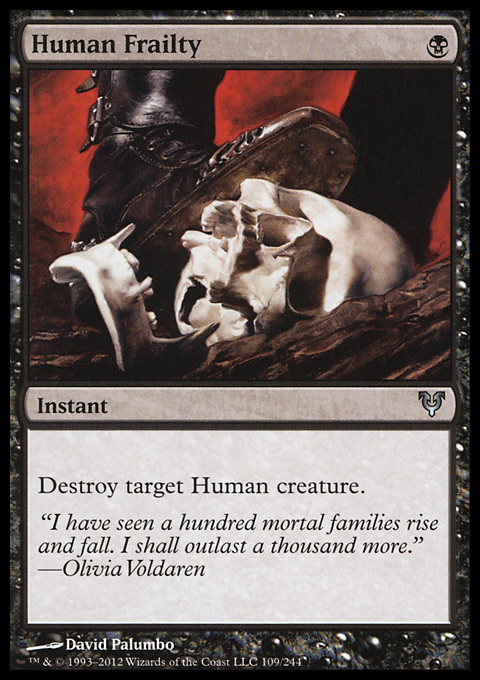 Human Frailty
Instant
Destroy target Human creature.
“I have seen a hundred mortal families rise
and fall. I shall outlast a thousand more.”
—Olivia Voldaren
David Palumbo
™ & © 1993–2012 Wizards of the Coast LLC 109/244